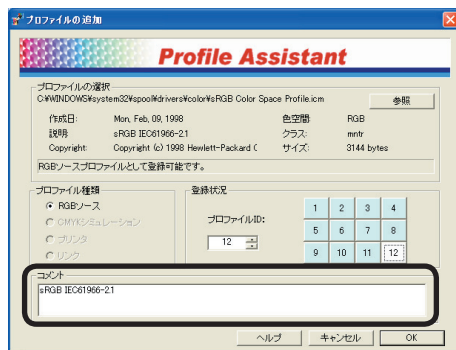 プロファイルの追加
Profile Assistant
プロファイルの選択
C:¥WINDOWS¥system32¥spool¥drivers¥color¥sRGB Color Space Profile.icm
参照
作成日: Mon, Feb, 09, 1998 色空間: RGB
説明: sRGB IEC61966-2.1 クラス: mntr
Copyright: Copyright (c) 1998 Hewlett-Packard ( サイズ: 3144 bytes
RGBソースプロファイルとして登録可能です。
プロファイル種類 登録状況
RGBソース
CMYKシミュレーション
プリンタ
リンク
プロファイルID:
12
1 2 3 4
5 6 7 8
9 10 11 12
コメント
sRGB IEC61966-2.1
ヘルプ キャンセル OK